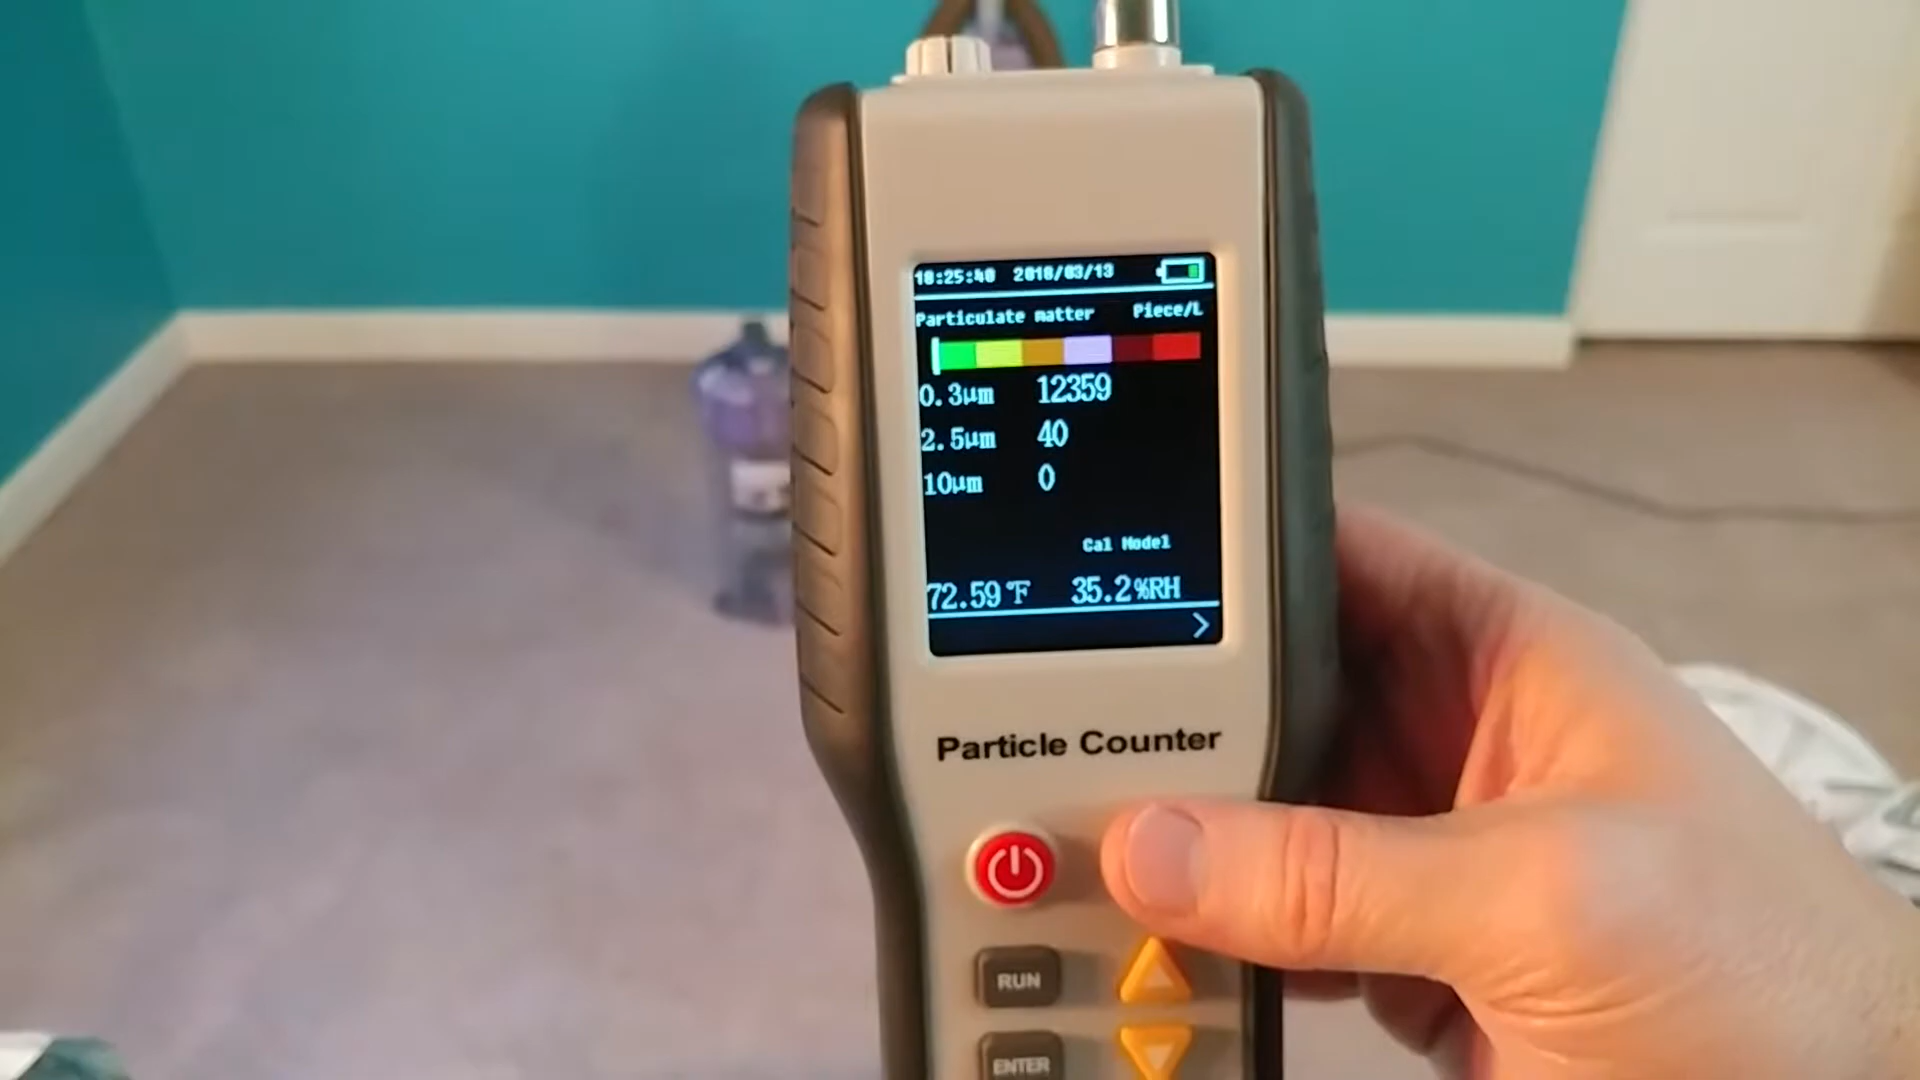 18:25:40 2018/03/13
Particulate matter Piece/L
0.3μm 12359
2.5μm 40
10μm 0
Cal Model
72.59℉ 35.2%RH
>
Particle Counter
RUN
ENTER